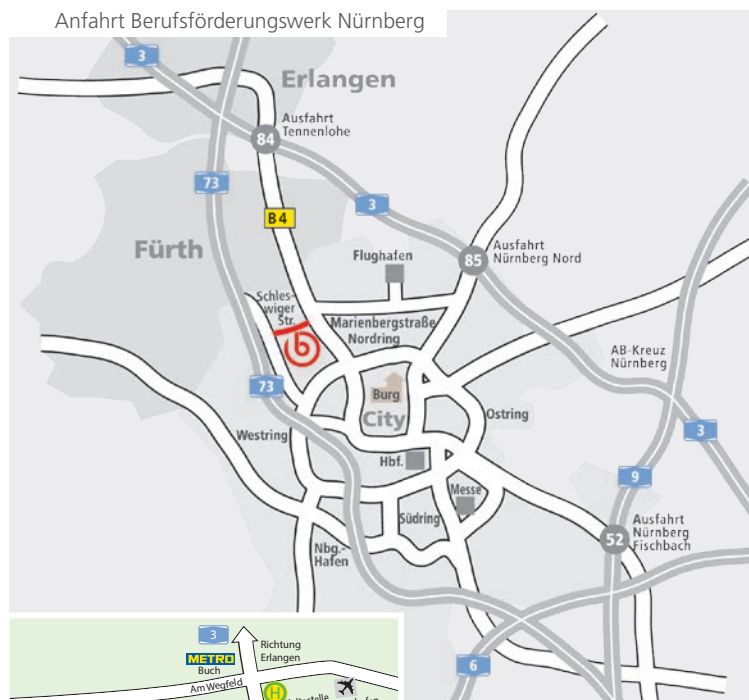 Anfahrt Berufsförderungswerk Nürnberg
3
Erlangen
Ausfahrt
Tennenlohe
84
73
3
B4
Fürth
Flughafen
Ausfahrt
Nürnberg Nord
85
Schles-
wiger
Str.
Marienbergstraße
Nordring
b
AB-Kreuz
Nürnberg
73
Burg
City
Ostring
3
Westring
Hbf.
9
Messe
Südring
Ausfahrt
Nürnberg
Fischbach
52
Nbg.-
Hafen
6
3
Richtung
Erlangen
METRO
Buch
Am Wegfeld
H